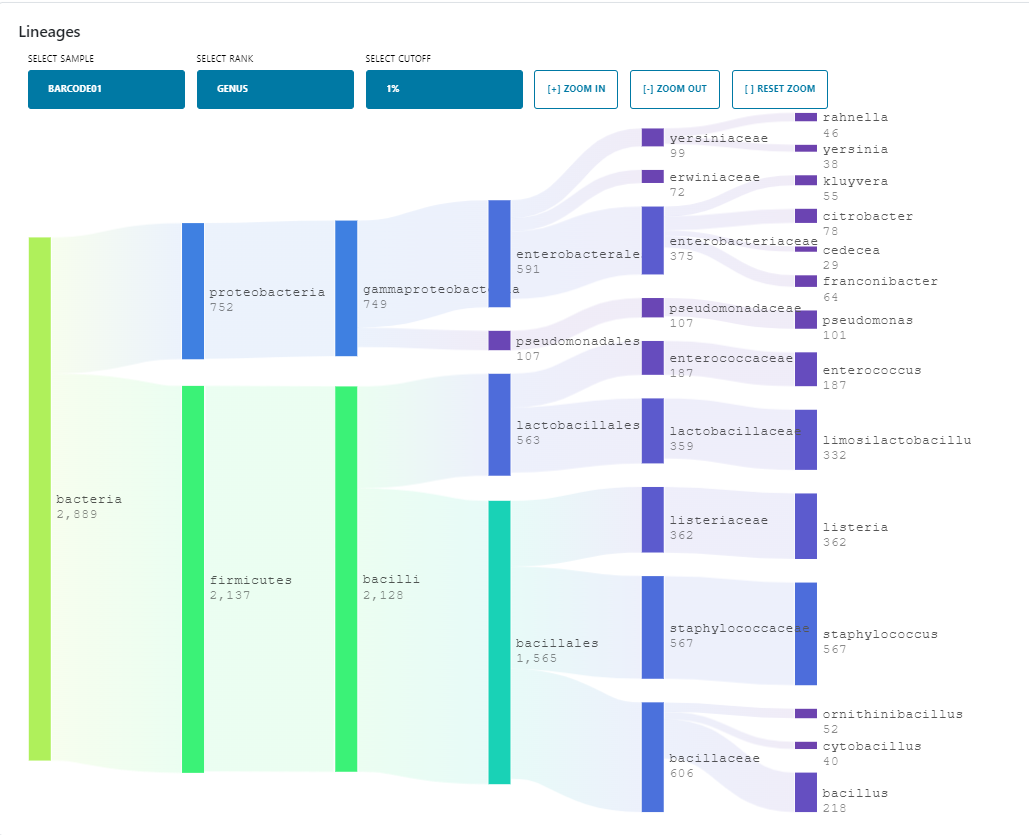 Lineages
SELECT SAMPLE
SELECT RANK
SELECT CUTOFF
BARCODE01
GENUS
1%
[+] ZOOM IN
[-] ZOOM OUT
[ ] RESET ZOOM
bacteria
2,889
proteobacteria
752
firmicutes
2,137
gammaproteobacteria
749
bacilli
2,128
enterobacterale
591
pseudomonadales
107
lactobacillales
563
bacillales
1,565
yersiniaceae
99
erwiniaceae
72
enterobacteriaceae
375
pseudomonadaceae
107
enterococcaceae
187
lactobacillaceae
359
listeriaceae
362
staphylococcaceae
567
bacillaceae
606
rahnella
46
yersinia
38
kluyvera
55
citrobacter
78
cedecea
29
franconibacter
64
pseudomonas
101
enterococcus
187
limosilactobacillu
332
listeria
362
staphylococcus
567
ornithinibacillus
52
cytobacillus
40
bacillus
218